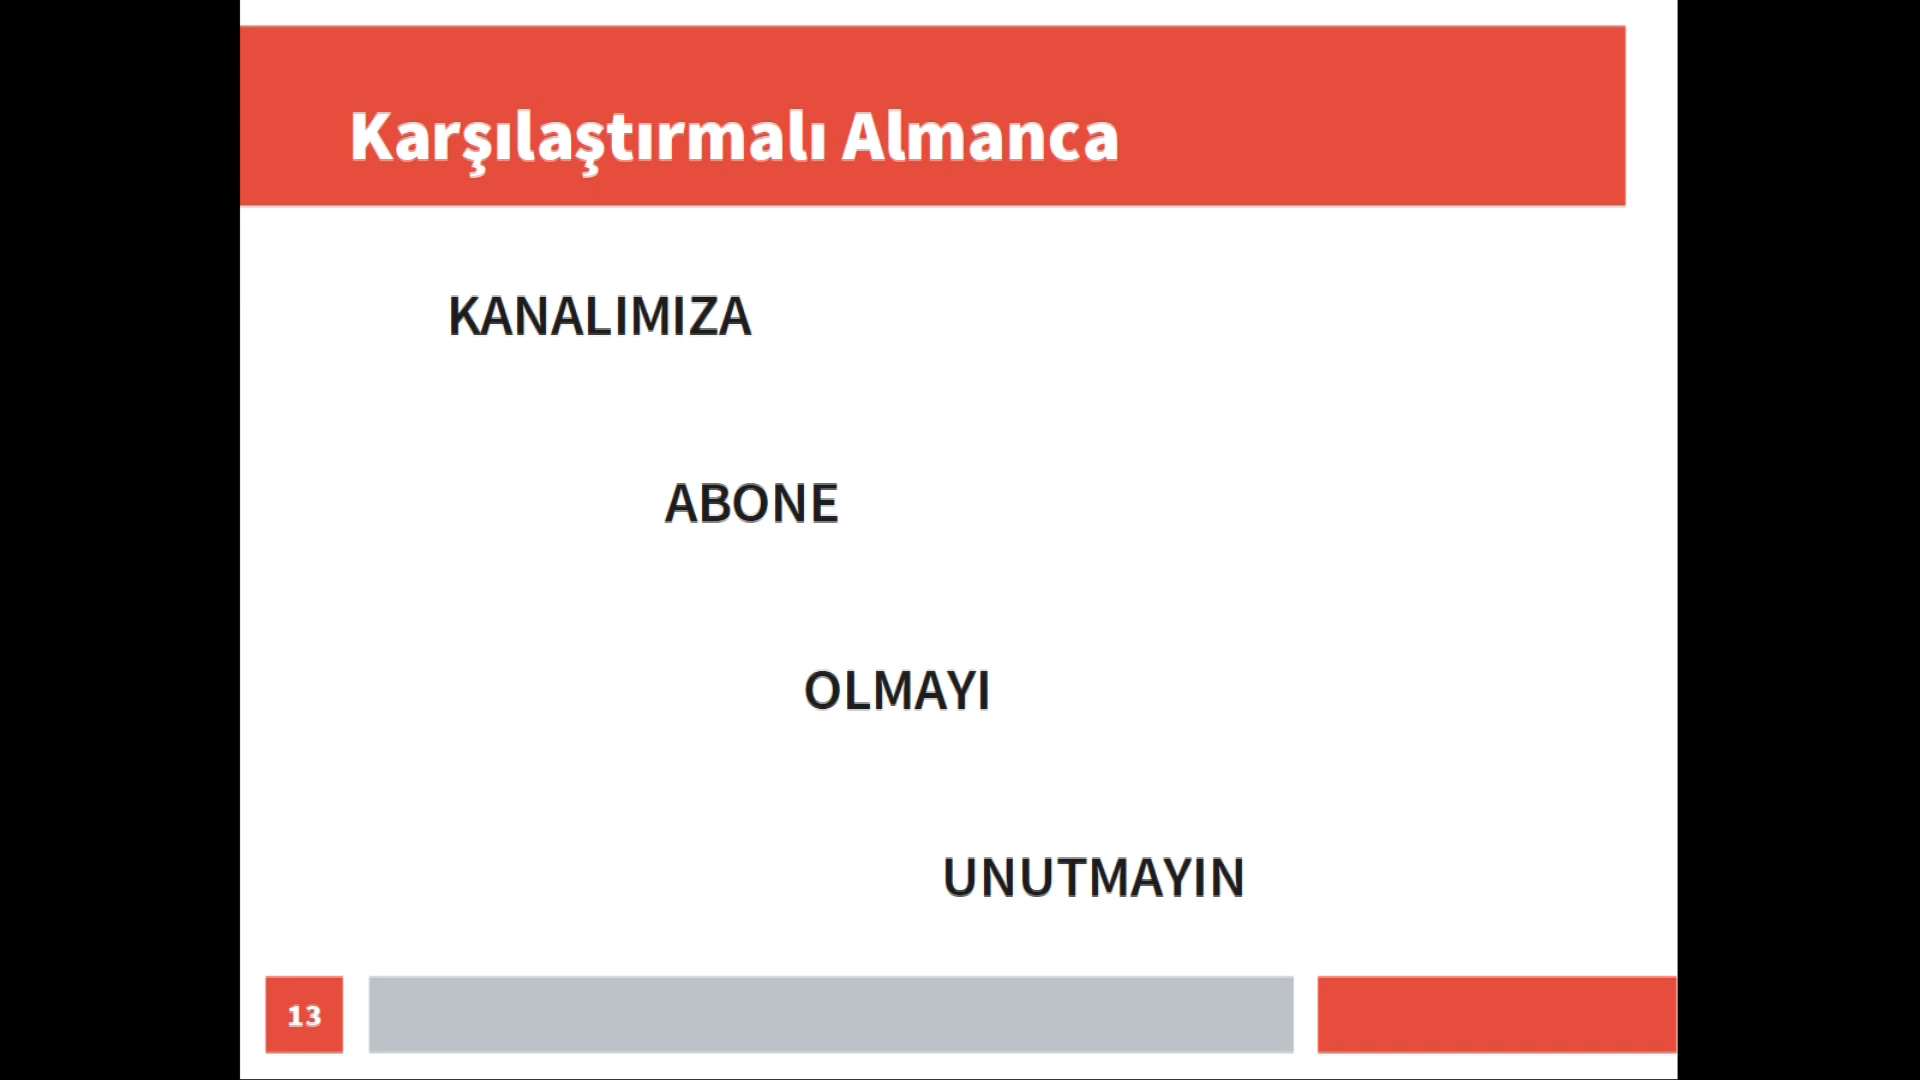 Karşılaştırmalı Almanca
KANALIMIZA
ABONE
OLMAYI
UNUTMAYIN
13